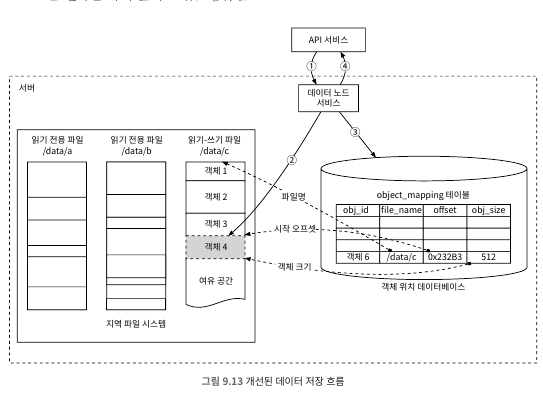 API 서비스
① ④
서버
데이터 노드
서비스
③
읽기 전용 파일
/data/a
읽기 전용 파일
/data/b
읽기-쓰기 파일
/data/c
②
객체 1
객체 2
객체 3
객체 4
여유 공간
지역 파일 시스템
파일명
시작 오프셋
객체 크기
object_mapping 테이블
obj_id file_name offset obj_size
객체 6 /data/c 0x232B3 512
객체 위치 데이터베이스
그림 9.13 개선된 데이터 저장 흐름